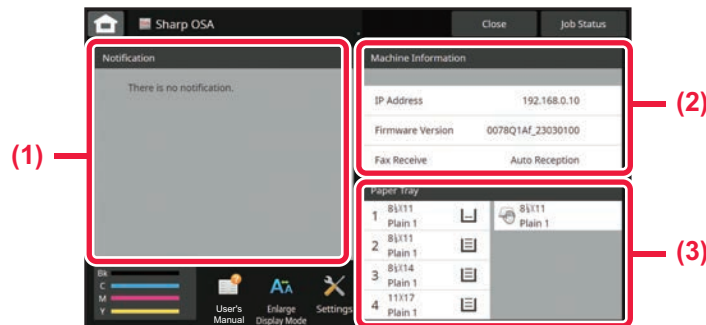 Sharp OSA
Close
Job Status
Notification
There is no notification.
(1)
Machine Information
IP Address 192.168.0.10
Firmware Version 0078Q1Af_23030100
Fax Receive Auto Reception
(2)
Paper Tray
1 8½X11
Plain 1
2 8½X11
Plain 1
3 8½X14
Plain 1
4 11X17
Plain 1
8½X11
Plain 1
(3)
Bk
C
M
Y
User's
Manual
Enlarge
Display Mode
Settings